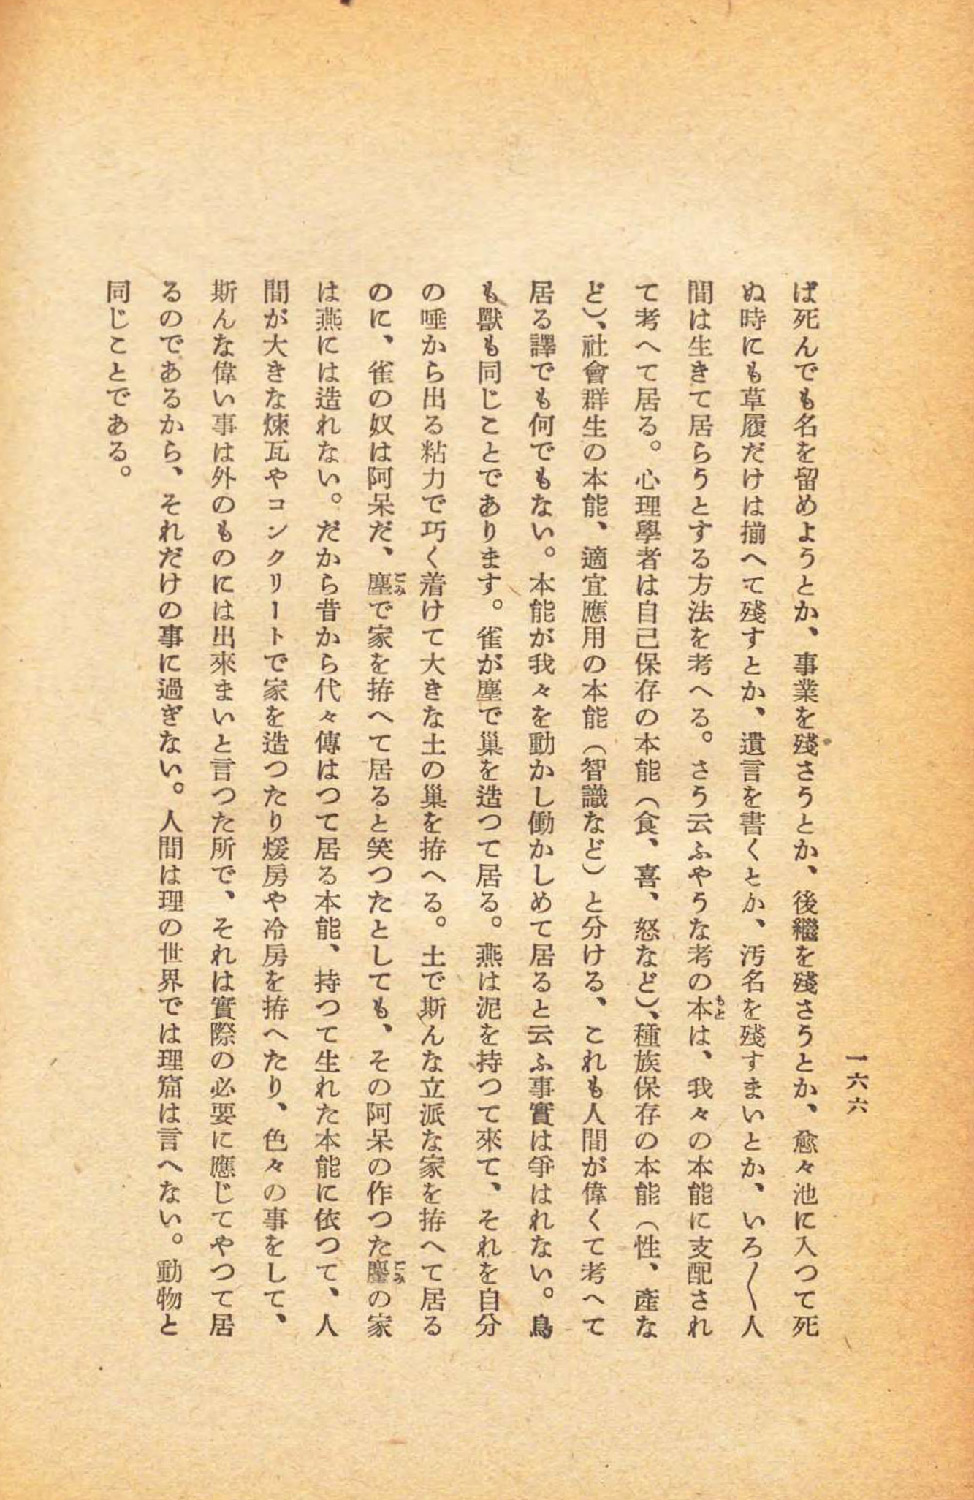 一六六
ば死んでも名を留めようとか、事業を殘さうとか、後繼を殘さうとか、愈々池に入つて死
ぬ時にも草履だけは揃へて殘すとか、遺言を書くとか、汚名を殘すまいとか、いろ〱人
間は生きて居らうとする方法を考へる。さう云ふやうな考の本は、我々の本能に支配され
て考へて居る。心理學者は自己保存の本能（食、喜、怒など）、種族保存の本能（性、產な
ど）、社會群生の本能、適宜應用の本能（智識など）と分ける、これも人間が偉くて考へて
居る譯でも何でもない。本能が我々を動かし働かしめて居ると云ふ事實は爭はれない。鳥
も獸も同じことであります。雀が塵で巢を造つて居る。燕は泥を持つて來て、それを自分
の唾から出る粘力で巧く着けて大きな土の巢を拵へる。土で斯んな立派な家を拵へて居る
のに、雀の奴は阿呆だ、塵で家を拵へて居ると笑つたとしても、その阿呆の作つた塵の家
は燕には造れない。だから昔から代々傳はつて居る本能、持つて生れた本能に依つて、人
間が大きな煉瓦やコンクリートで家を造つたり煖房や冷房を拵へたり、色々の事をして、
斯んな偉い事は外のものには出來まいと言つた所で、それは實際の必要に應じてやつて居
るのであるから、それだけの事に過ぎない。人間は理の世界では理窟は言へない。動物と
同じことである。